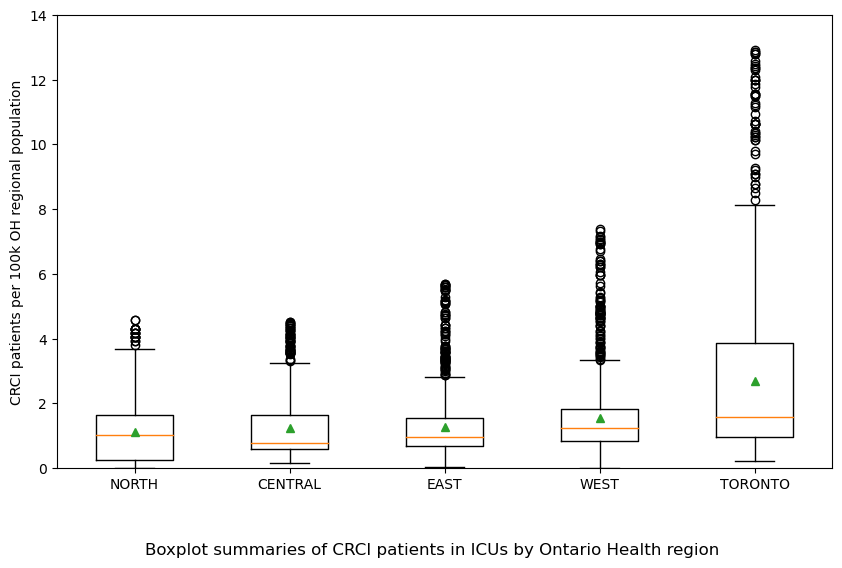 14
12
10
8
6
4
2
0
CRCI patients per 100k OH regional population
NORTH CENTRAL EAST WEST TORONTO
Boxplot summaries of CRCI patients in ICUs by Ontario Health region